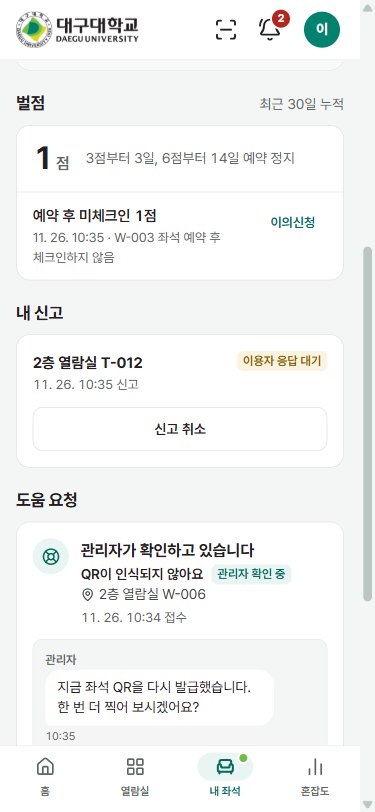 대구대학교
DAEGU UNIVERSITY
2
이
벌점
최근 30일 누적
1점
3점부터 3일, 6점부터 14일 예약 정지
예약 후 미체크인 1점
이의신청
11. 26. 10:35 · W-003 좌석 예약 후
체크인하지 않음
내 신고
2층 열람실 T-012
이용자 응답 대기
11. 26. 10:35 신고
신고 취소
도움 요청
관리자가 확인하고 있습니다
QR이 인식되지 않아요
관리자 확인 중
2층 열람실 W-006
11. 26. 10:34 접수
관리자
지금 좌석 QR을 다시 발급했습니다.
한 번 더 찍어 보시겠어요?
10:35
홈
열람실
내 좌석
혼잡도